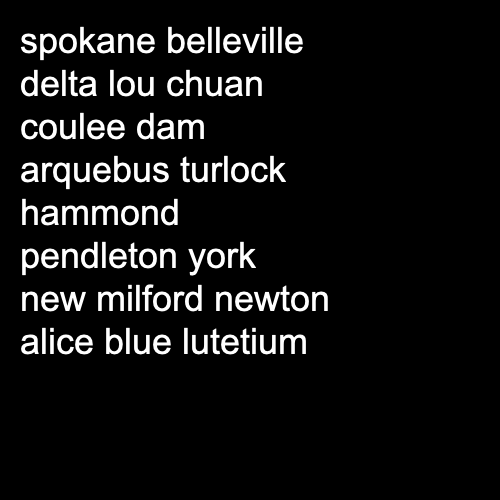 spokane belleville
delta lou chuan
coulee dam
arquebus turlock
hammond
pendleton york
new milford newton
alice blue lutetium